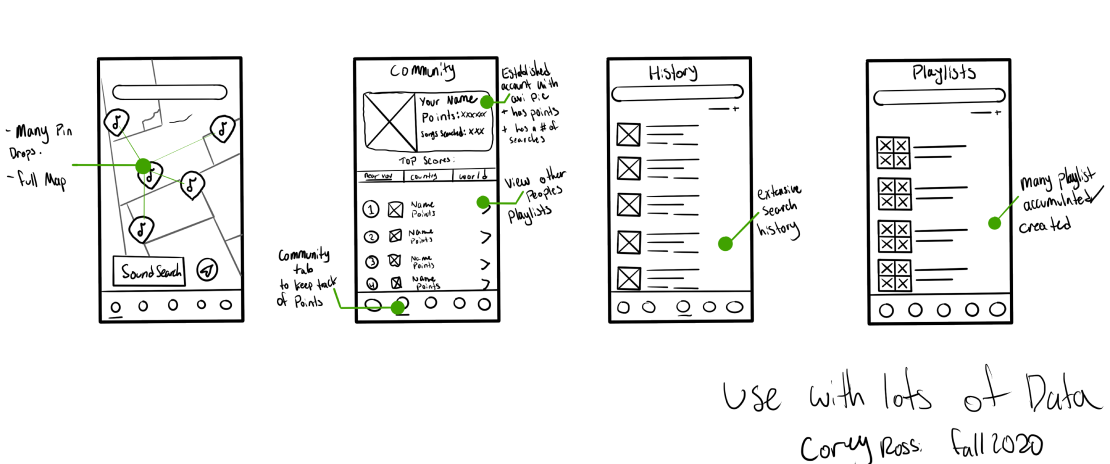 - Many Pin
Drops.
- Full Map
Sound Search
Community
Your Name
Points: xxxxxx
Songs Searched: xxx
Top Scores:
Near You
Country
World
1
Name
Points
2
Name
Points
3
Name
Points
4
Name
Points
Established
account with
avi pic
+ has points
+ has a # of
searches
View other
Peoples
Playlists
Community
tab
to keep track
of Points
History
extensive
search
history
Playlists
Many Playlist
accumulated/
created
Use with lots of Data
Corey Ross. Fall 2020